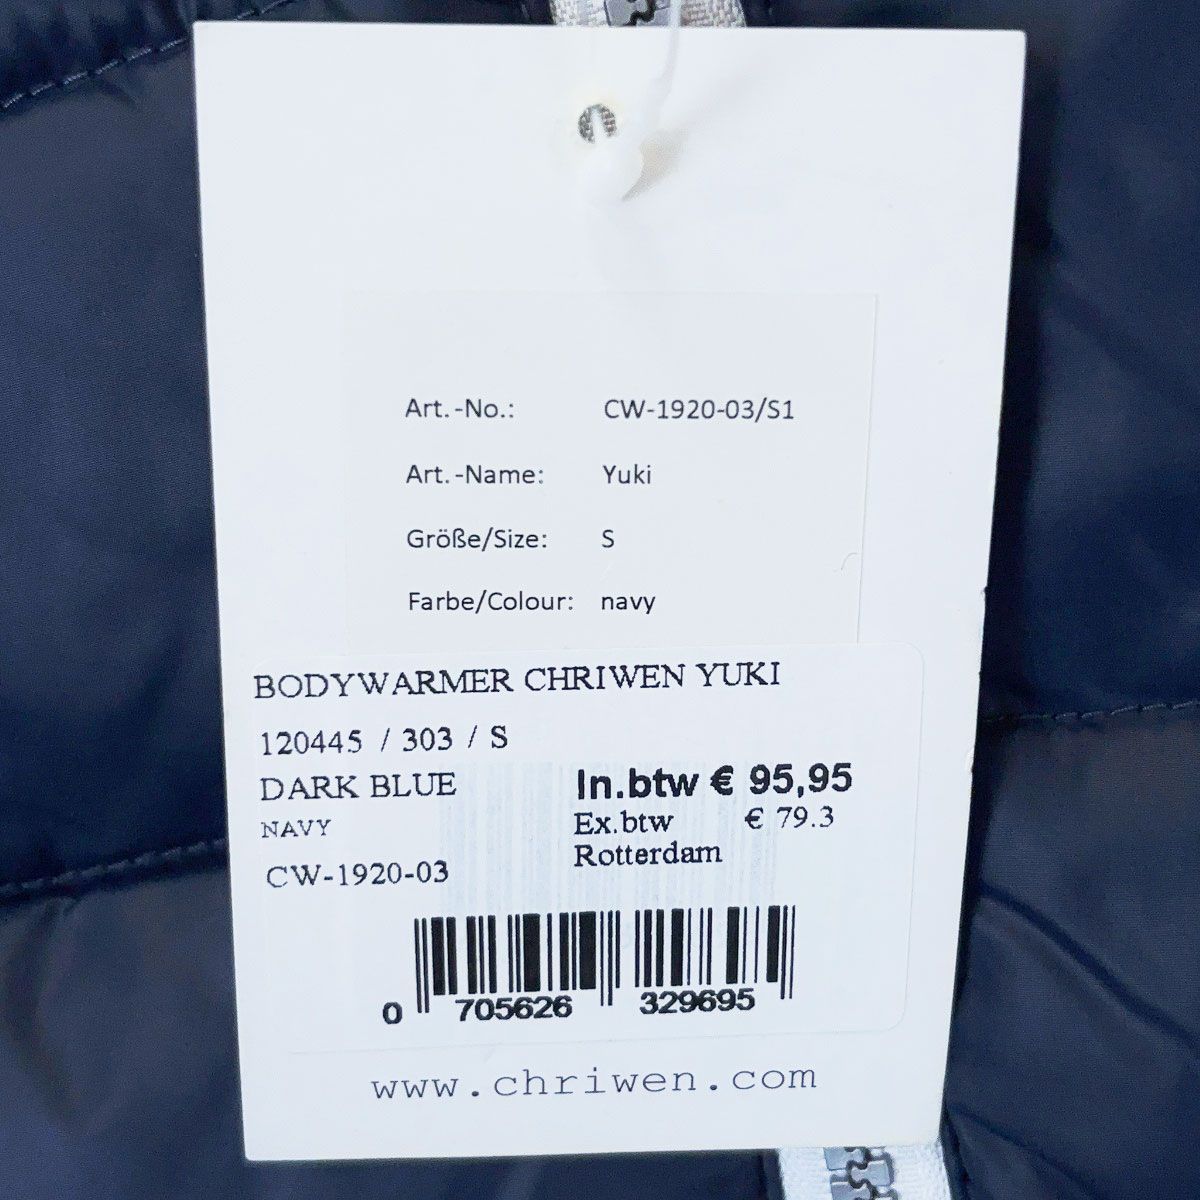 Art.-No.: CW-1920-03/S1
Art.-Name: Yuki
Größe/Size: S
Farbe/Colour: navy
BODYWARMER CHRIWEN YUKI
120445 / 303 / S
DARK BLUE In.btw € 95,95
NAVY Ex.btw € 79.3
Rotterdam
CW-1920-03
0 705626 329695
www.chriwen.com